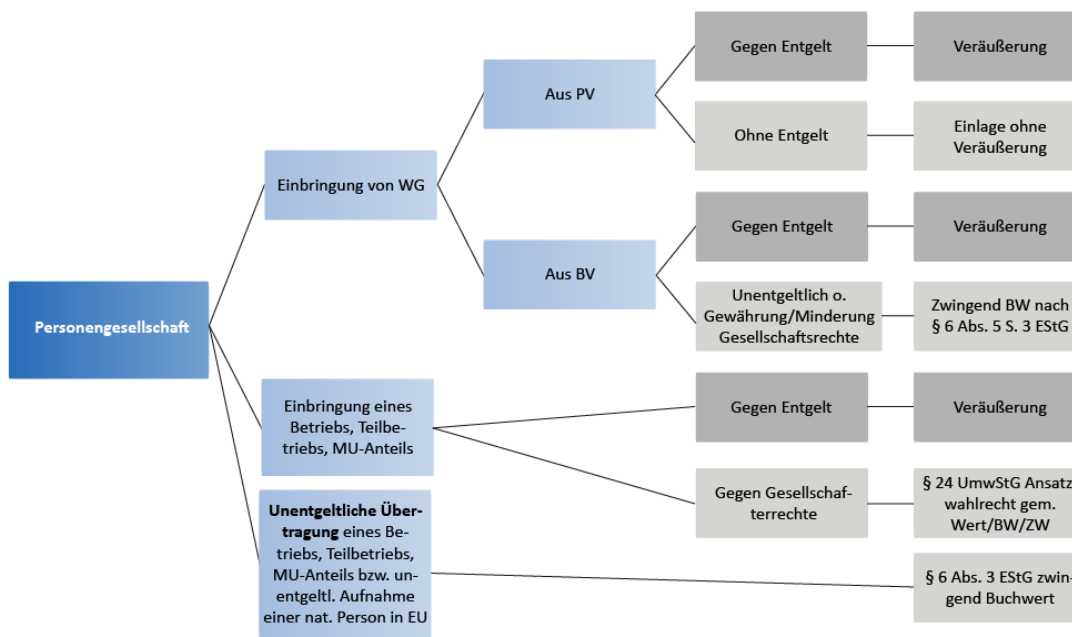 Personengesellschaft
Einbringung von WG
Aus PV
Gegen Entgelt
Veräußerung
Ohne Entgelt
Einlage ohne
Veräußerung
Aus BV
Gegen Entgelt
Veräußerung
Unentgeltlich o.
Gewährung/Minderung
Gesellschaftsrechte
Zwingend BW nach
§ 6 Abs. 5 S. 3 EStG
Einbringung eines
Betriebs, Teilbe-
triebs, MU-Anteils
Gegen Entgelt
Veräußerung
Gegen Gesellschaf-
terrechte
§ 24 UmwStG Ansatz-
wahlrecht gem.
Wert/BW/ZW
Unentgeltliche Über-
tragung eines Be-
triebs, Teilbetriebs,
MU-Anteils bzw. un-
entgeltl. Aufnahme
einer nat. Person in EU
§ 6 Abs. 3 EStG zwin-
gend Buchwert